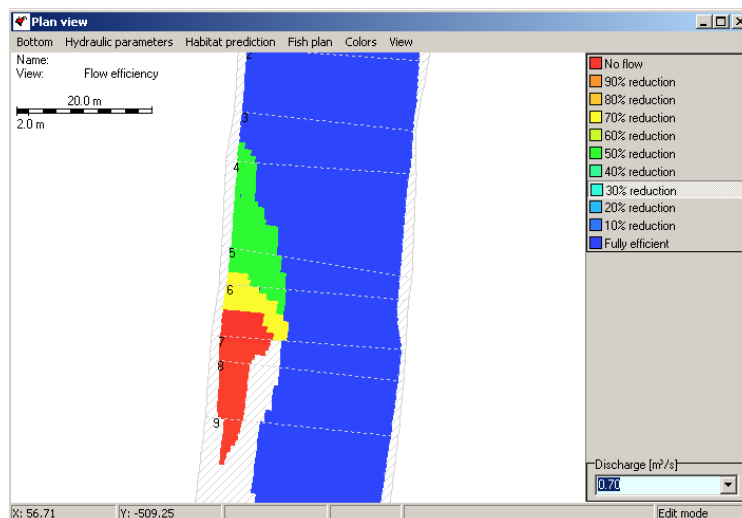 Plan view
Bottom Hydraulic parameters Habitat prediction Fish plan Colors View
Name:
View: Flow efficiency
20.0 m
2.0 m
2
3
4
5
6
7
8
9
No flow
90% reduction
80% reduction
70% reduction
60% reduction
50% reduction
40% reduction
30% reduction
20% reduction
10% reduction
Fully efficient
Discharge [m³/s]
0.70
X: 56.71 Y: -509.25 Edit mode